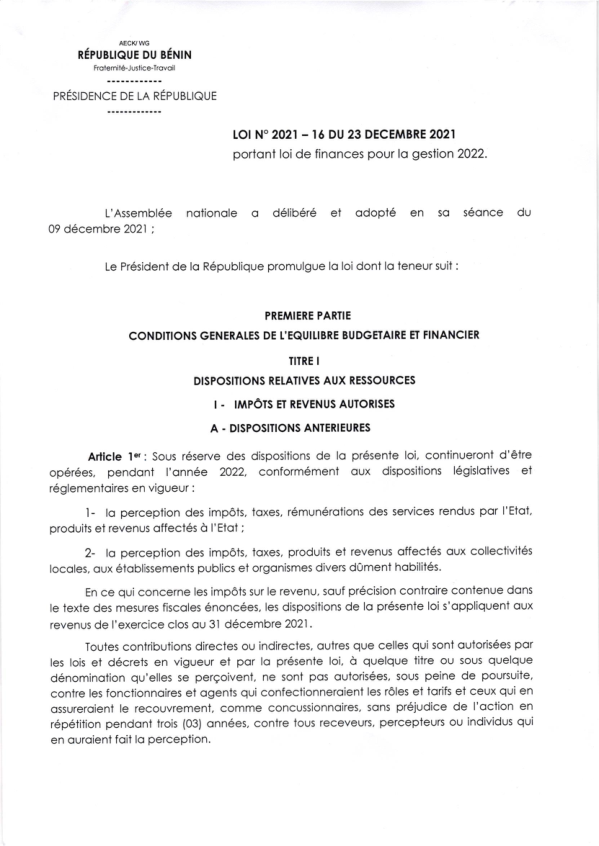 AECK/ WG
RÉPUBLIQUE DU BÉNIN
Fraternité-Justice-Travail
------------
PRÉSIDENCE DE LA RÉPUBLIQUE
------------
LOI N° 2021 – 16 DU 23 DECEMBRE 2021
portant loi de finances pour la gestion 2022.
L'Assemblée nationale a délibéré et adopté en sa séance du
09 décembre 2021 ;
Le Président de la République promulgue la loi dont la teneur suit :
PREMIERE PARTIE
CONDITIONS GENERALES DE L'EQUILIBRE BUDGETAIRE ET FINANCIER
TITRE I
DISPOSITIONS RELATIVES AUX RESSOURCES
I - IMPÔTS ET REVENUS AUTORISES
A - DISPOSITIONS ANTERIEURES
Article 1er : Sous réserve des dispositions de la présente loi, continueront d'être
opérées, pendant l'année 2022, conformément aux dispositions législatives et
réglementaires en vigueur :
1- la perception des impôts, taxes, rémunérations des services rendus par l'Etat,
produits et revenus affectés à l'Etat ;
2- la perception des impôts, taxes, produits et revenus affectés aux collectivités
locales, aux établissements publics et organismes divers dûment habilités.
En ce qui concerne les impôts sur le revenu, sauf précision contraire contenue dans
le texte des mesures fiscales énoncées, les dispositions de la présente loi s'appliquent aux
revenus de l'exercice clos au 31 décembre 2021.
Toutes contributions directes ou indirectes, autres que celles qui sont autorisées par
les lois et décrets en vigueur et par la présente loi, à quelque titre ou sous quelque
dénomination qu'elles se perçoivent, ne sont pas autorisées, sous peine de poursuite,
contre les fonctionnaires et agents qui confectionneraient les rôles et tarifs et ceux qui en
assureraient le recouvrement, comme concussionnaires, sans préjudice de l'action en
répétition pendant trois (03) années, contre tous receveurs, percepteurs ou individus qui
en auraient fait la perception.